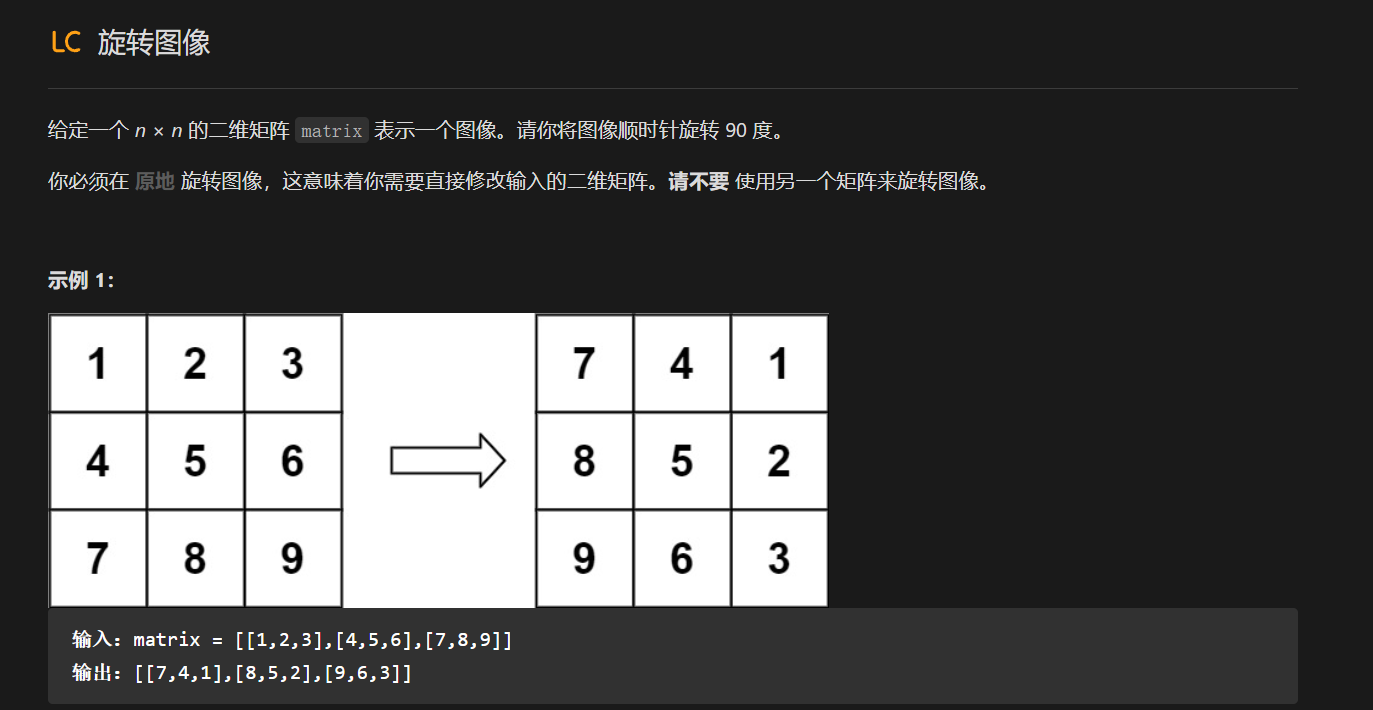 LC 旋转图像
给定一个 n × n 的二维矩阵 matrix 表示一个图像。请你将图像顺时针旋转 90 度。
你必须在 原地 旋转图像，这意味着你需要直接修改输入的二维矩阵。请不要 使用另一个矩阵来旋转图像。
示例 1：
1 2 3 7 4 1
4 5 6 8 5 2
7 8 9 9 6 3
输入：matrix = [[1,2,3],[4,5,6],[7,8,9]]
输出：[[7,4,1],[8,5,2],[9,6,3]]